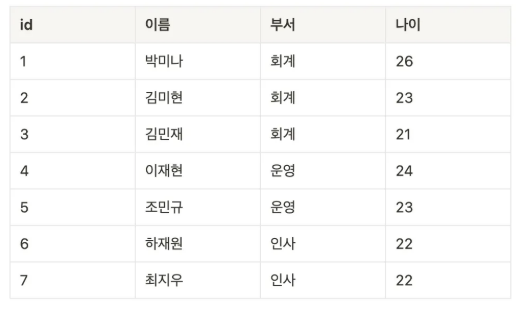 id 이름 부서 나이
1 박미나 회계 26
2 김미현 회계 23
3 김민재 회계 21
4 이재현 운영 24
5 조민규 운영 23
6 하재원 인사 22
7 최지우 인사 22